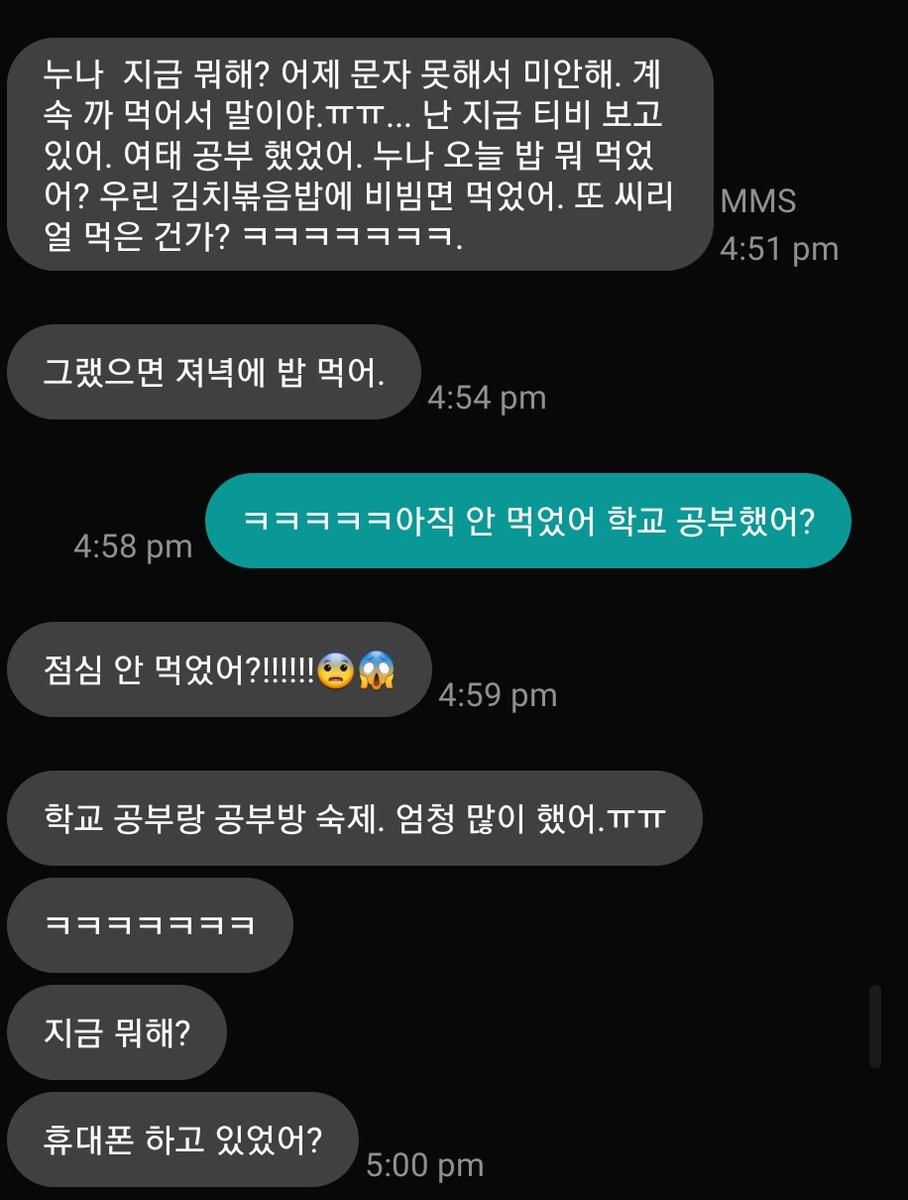 누나  지금 뭐해? 어제 문자 못해서 미안해. 계
속 까 먹어서 말이야.ㅠㅠ... 난 지금 티비 보고
있어. 여태 공부 했었어. 누나 오늘 밥 뭐 먹었
어? 우린 김치볶음밥에 비빔면 먹었어. 또 씨리
얼 먹은 건가? ㅋㅋㅋㅋㅋㅋㅋ.
MMS
4:51 pm
그랬으면 져녁에 밥 먹어.
4:54 pm
ㅋㅋㅋㅋㅋ아직 안 먹었어 학교 공부했어?
4:58 pm
점심 안 먹었어?!!!!!!😨😱
4:59 pm
학교 공부랑 공부방 숙제. 엄청 많이 했어.ㅠㅠ
ㅋㅋㅋㅋㅋㅋㅋ
지금 뭐해?
휴대폰 하고 있었어?
5:00 pm